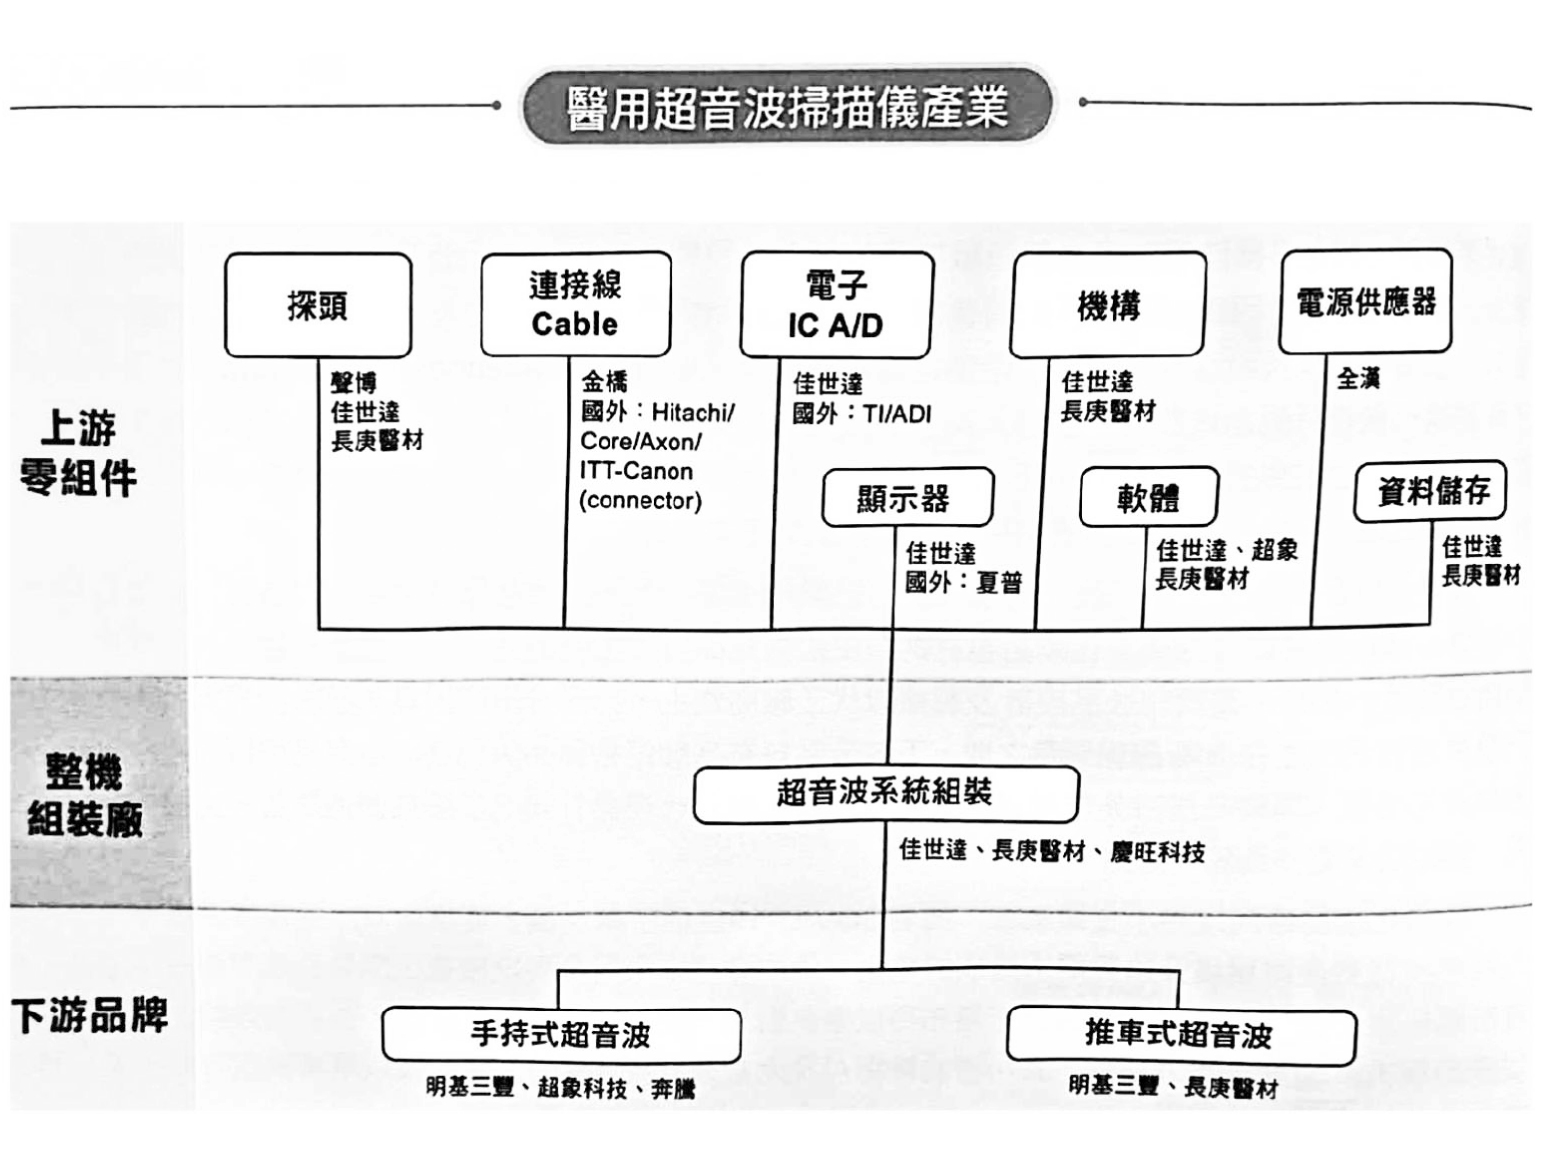 醫用超音波掃描儀產業
上游
零組件
探頭
聲博
佳世達
長庚醫材
連接線
Cable
金橋
國外：Hitachi/
Core/Axon/
ITT-Canon
(connector)
電子
IC A/D
佳世達
國外：TI/ADI
顯示器
佳世達
國外：夏普
機構
佳世達
長庚醫材
軟體
佳世達、超象
長庚醫材
電源供應器
全漢
資料儲存
佳世達
長庚醫材
整機
組裝廠
超音波系統組裝
佳世達、長庚醫材、慶旺科技
下游品牌
手持式超音波
明基三豐、超象科技、奔騰
推車式超音波
明基三豐、長庚醫材